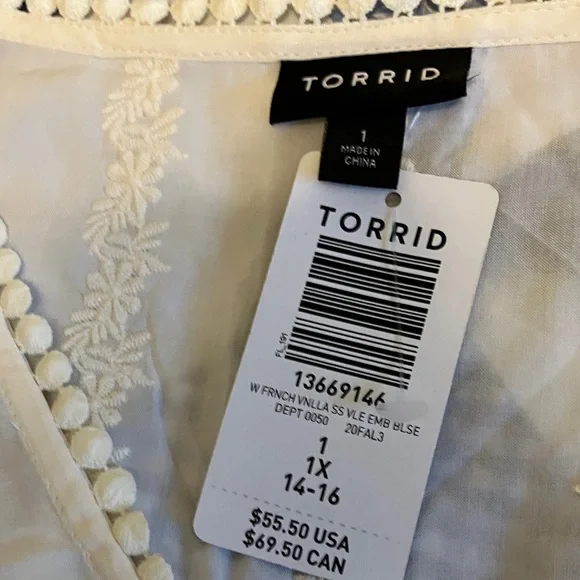 TORRID
1
MADE IN
CHINA
TORRID
FL_191
13669146
W FRNCH VNLLA SS VLE EMB BLSE
DEPT 0050 20FAL3
1
1X
14-16
$55.50 USA
$69.50 CAN